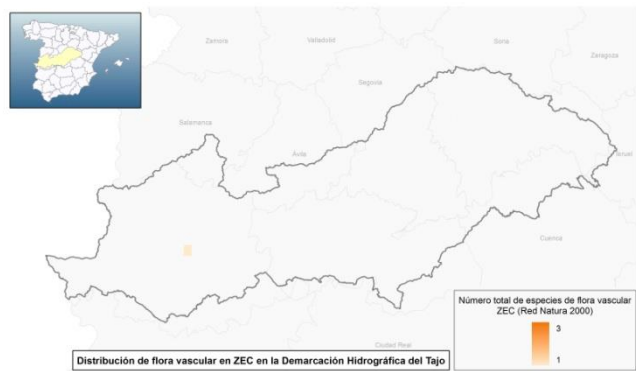 Zamora
Valladolid
Soria
Zaragoza
Segovia
Salamanca
Ávila
Teruel
Cuenca
Ciudad Real
Número total de especies de flora vascular
ZEC (Red Natura 2000)
3
1
Distribución de flora vascular en ZEC en la Demarcación Hidrográfica del Tajo